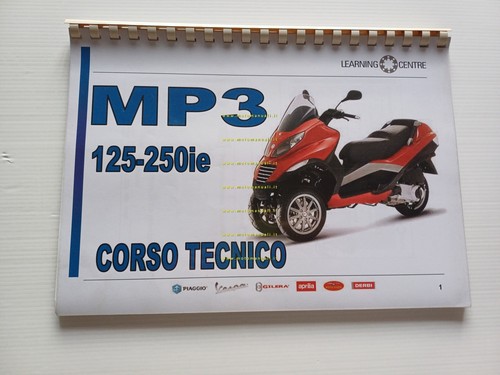 LEARNING CENTRE
MP3
125-250ie
CORSO TECNICO
PIAGGIO Vespa GILERA aprilia DERBI
1